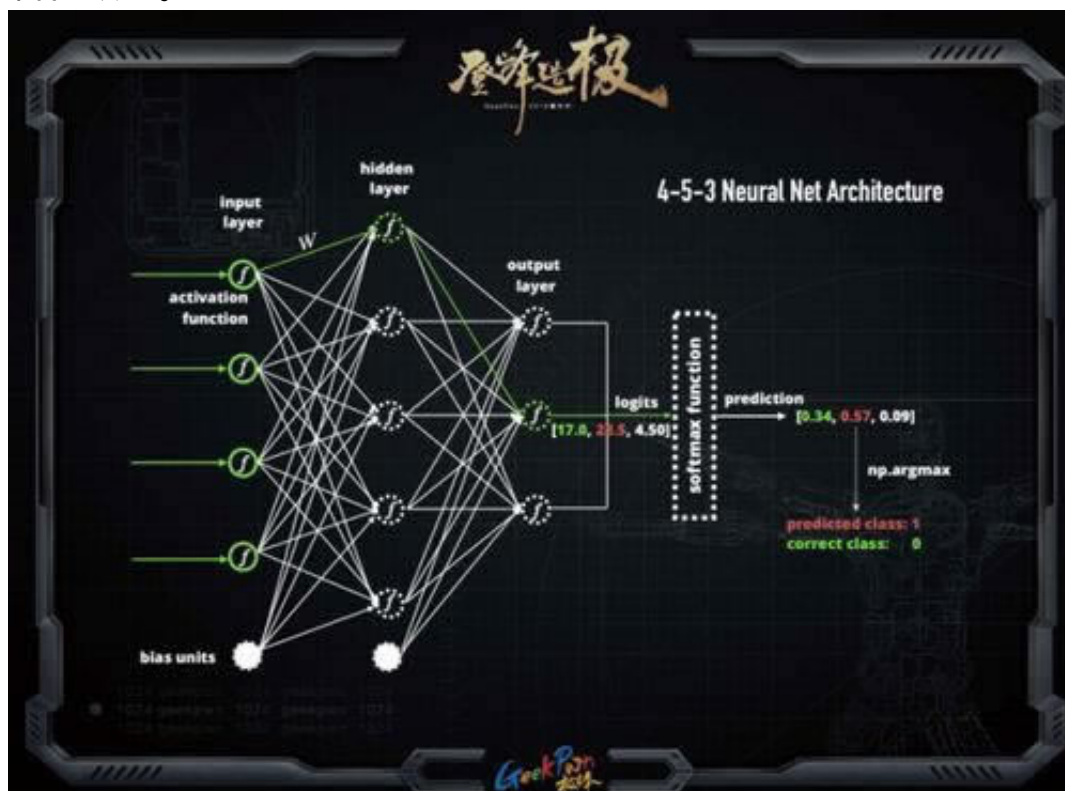 登峰造极
4-5-3 Neural Net Architecture
hidden
layer
input
layer
W
output
layer
activation
function
softmax function
logits
prediction
[17.0, 22.5, 4.50]
[0.34, 0.57, 0.09]
np.argmax
predicted class: 1
correct class: 0
bias units
GeekPwn